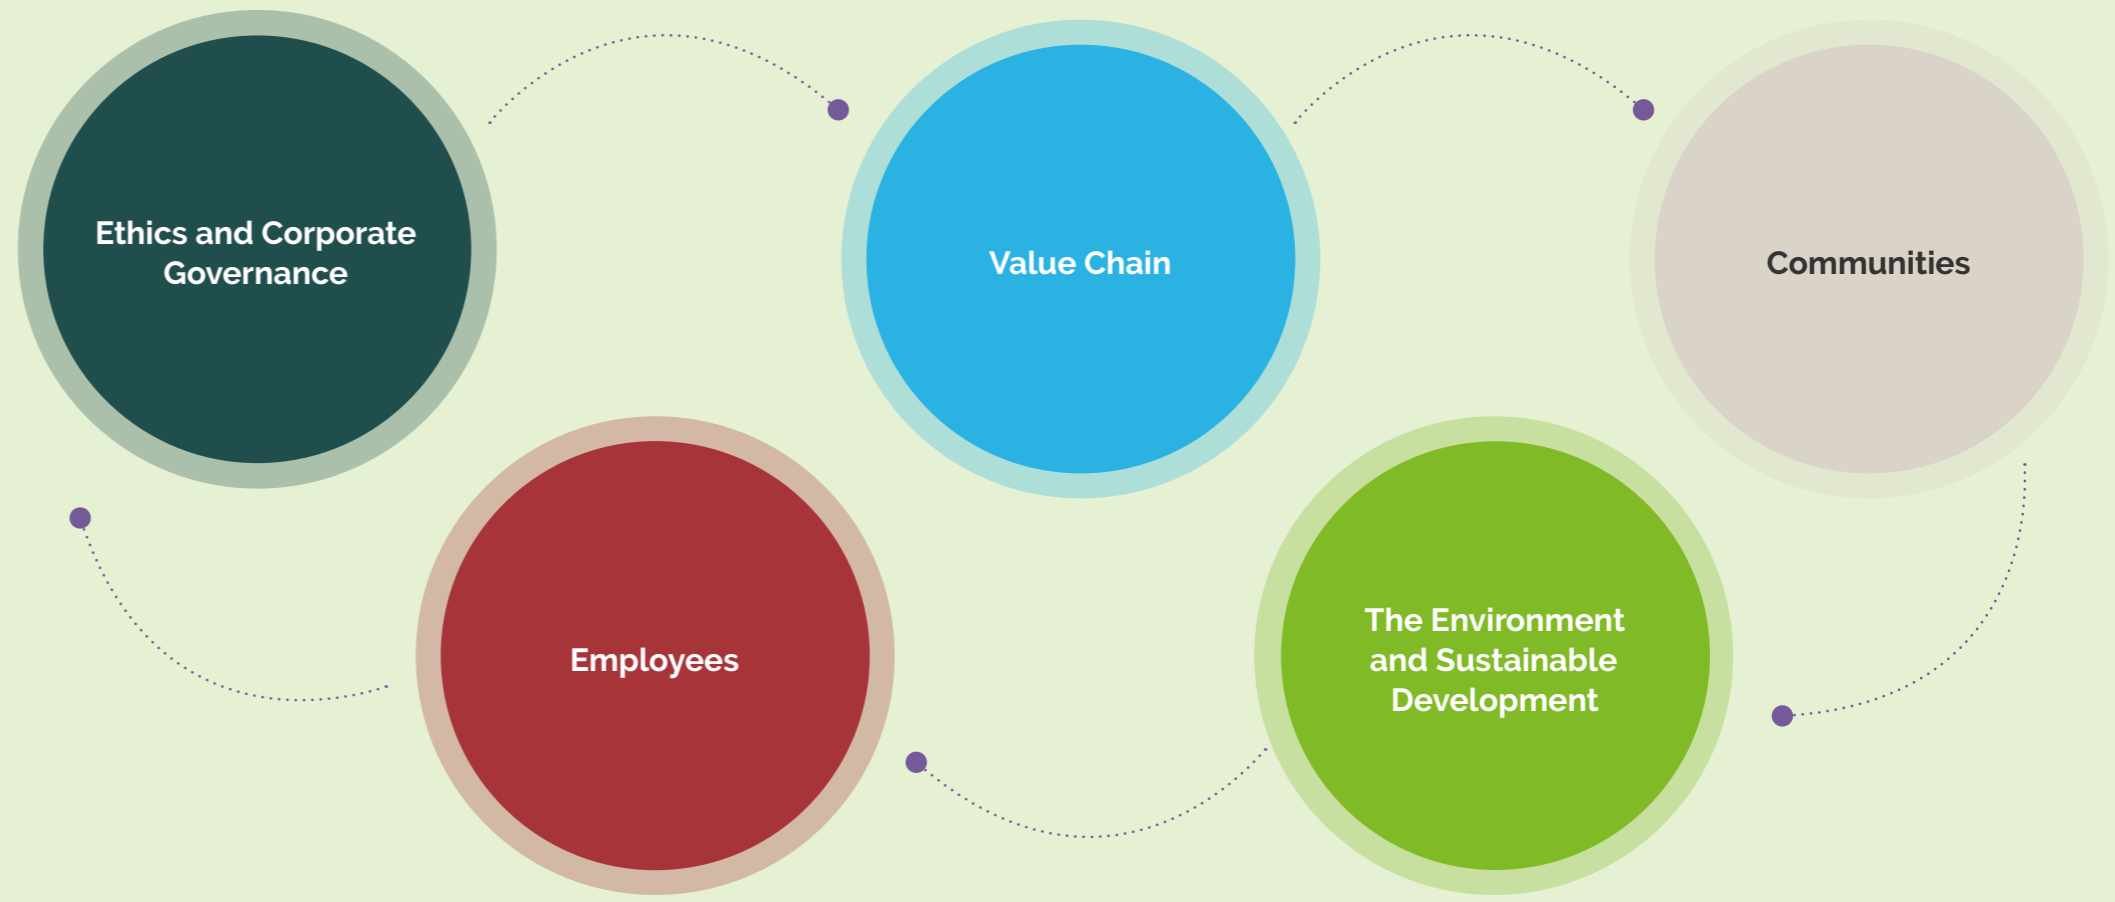 Ethics and Corporate
Governance
Value Chain
Communities
Employees
The Environment
and Sustainable
Development